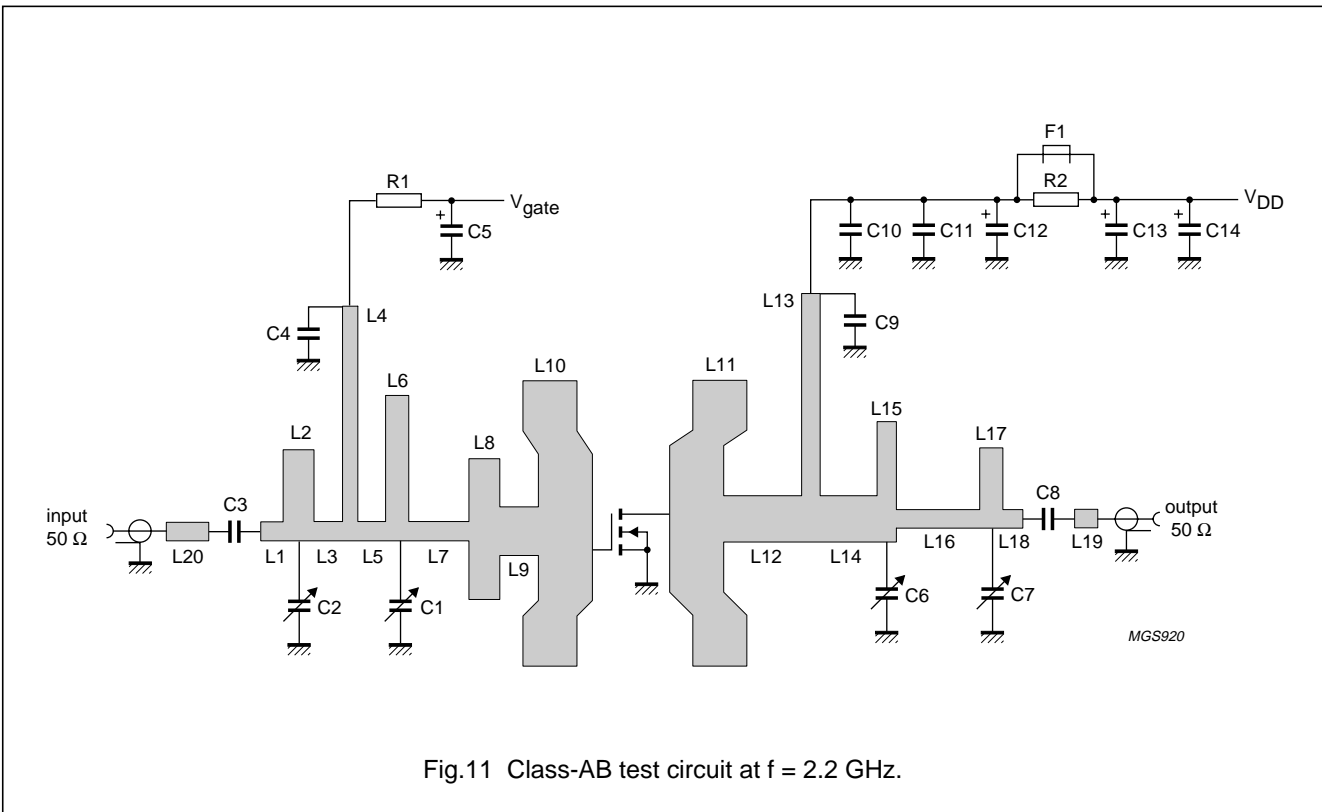 F1
R1
R2
V_gate
V_DD
+
C5
C10
C11
+
C12
+
C13
+
C14
L4
L13
C4
C9
L10
L11
L6
L15
L2
L8
L17
input
50 Ω
C3
C8
output
50 Ω
L20
L1
L3
L5
L7
L9
L12
L14
L16
L18
L19
C2
C1
C6
C7
MGS920
Fig.11 Class-AB test circuit at f = 2.2 GHz.